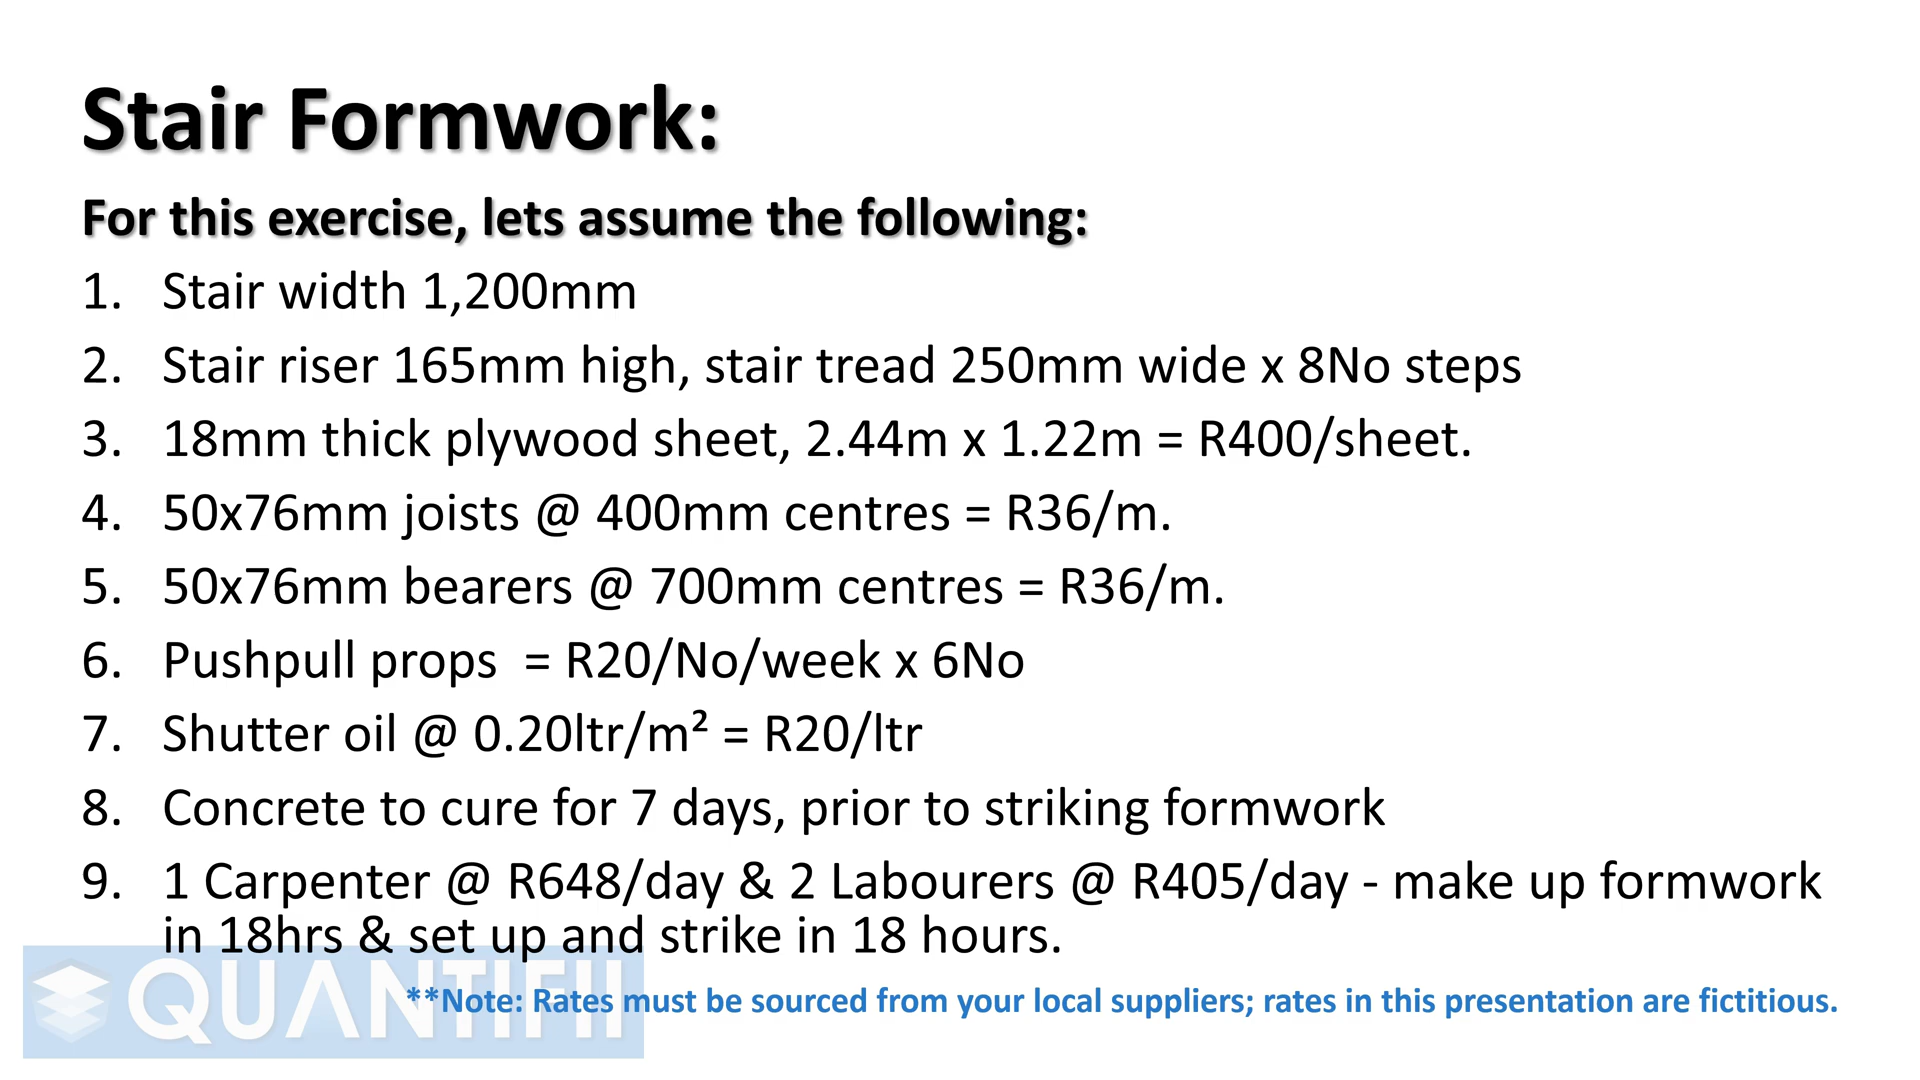 Stair Formwork:
For this exercise, lets assume the following:
1. Stair width 1,200mm
2. Stair riser 165mm high, stair tread 250mm wide x 8No steps
3. 18mm thick plywood sheet, 2.44m x 1.22m = R400/sheet.
4. 50x76mm joists @ 400mm centres = R36/m.
5. 50x76mm bearers @ 700mm centres = R36/m.
6. Pushpull props = R20/No/week x 6No
7. Shutter oil @ 0.20ltr/m² = R20/ltr
8. Concrete to cure for 7 days, prior to striking formwork
9. 1 Carpenter @ R648/day & 2 Labourers @ R405/day - make up formwork
in 18hrs & set up and strike in 18 hours.
QUANTIFII
**Note: Rates must be sourced from your local suppliers; rates in this presentation are fictitious.